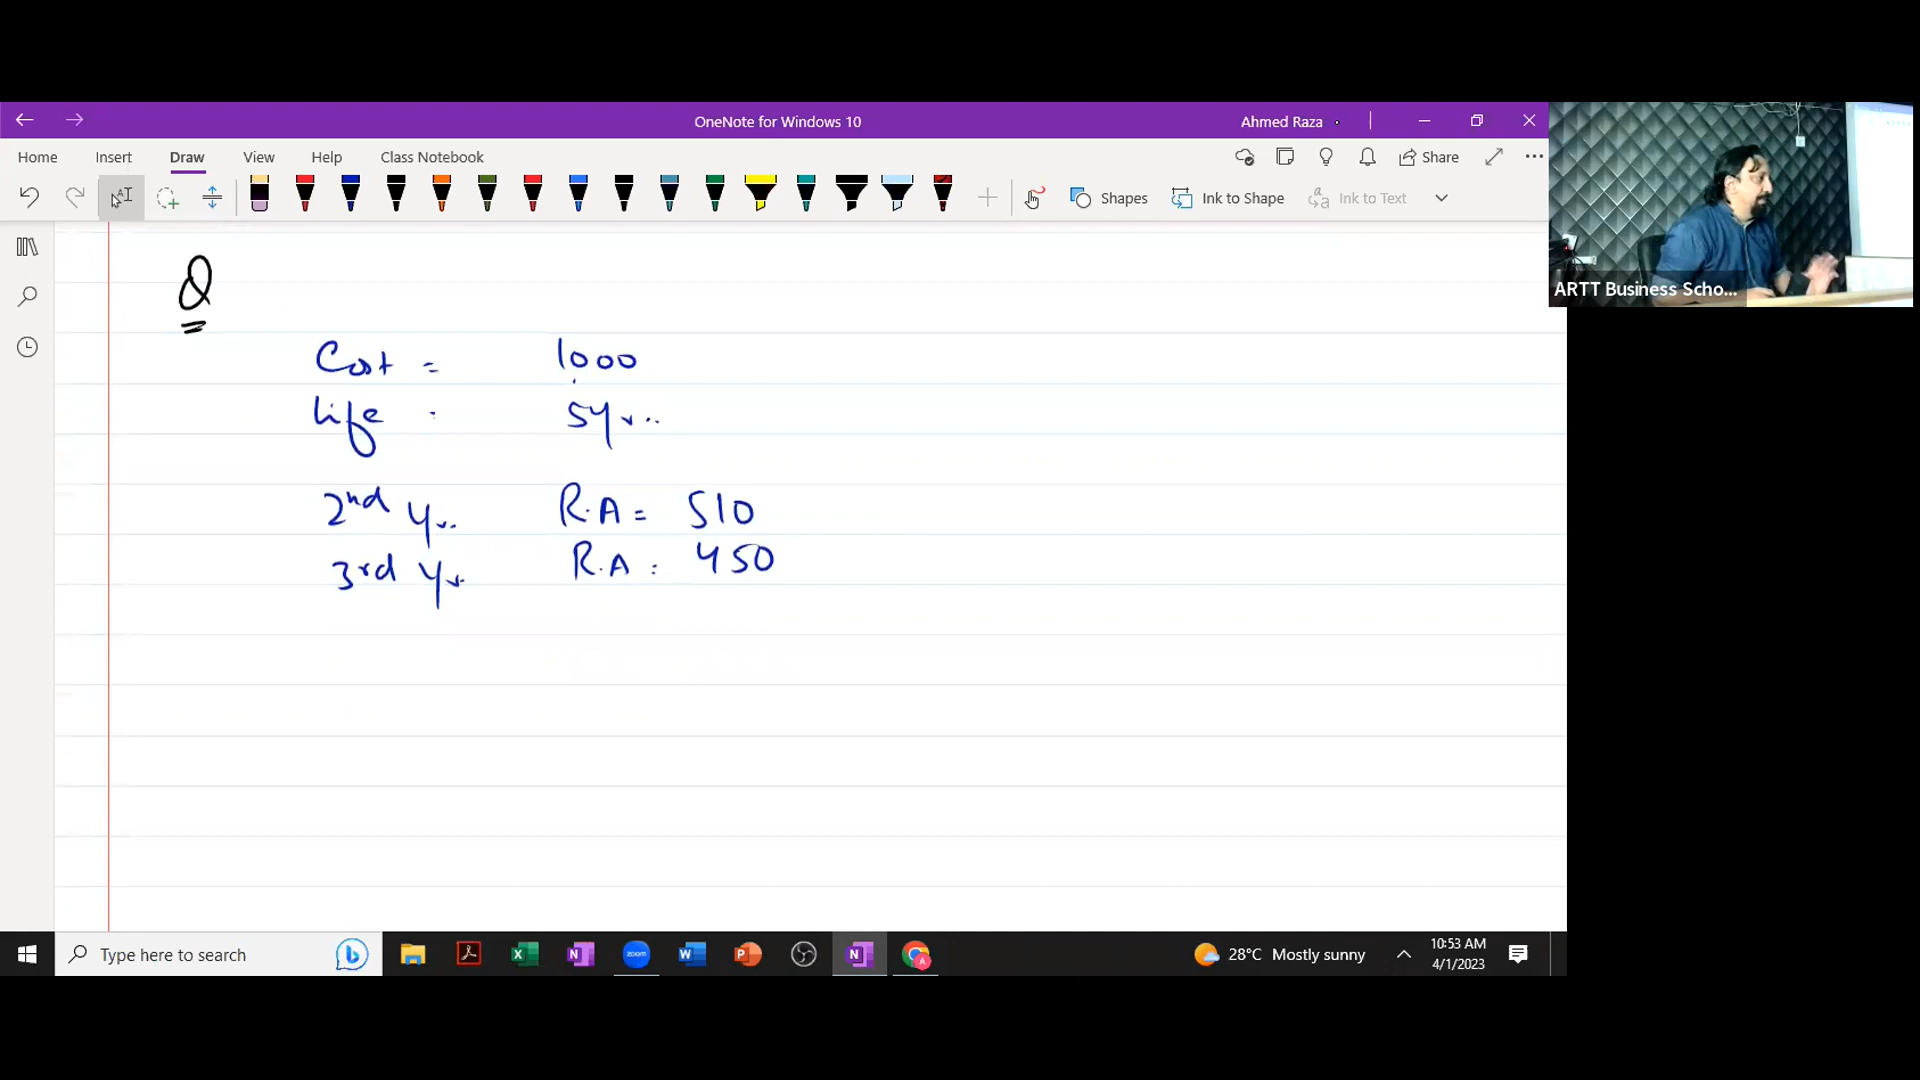 OneNote for Windows 10
Ahmed Raza
Home Insert Draw View Help Class Notebook
Share
Shapes Ink to Shape Ink to Text
ARTT Business Scho...
Q
Cost = 1000
life : 5yr..
2nd yr. R.A = 510
3rd yr. R.A : 450
Type here to search
28°C Mostly sunny
10:53 AM
4/1/2023